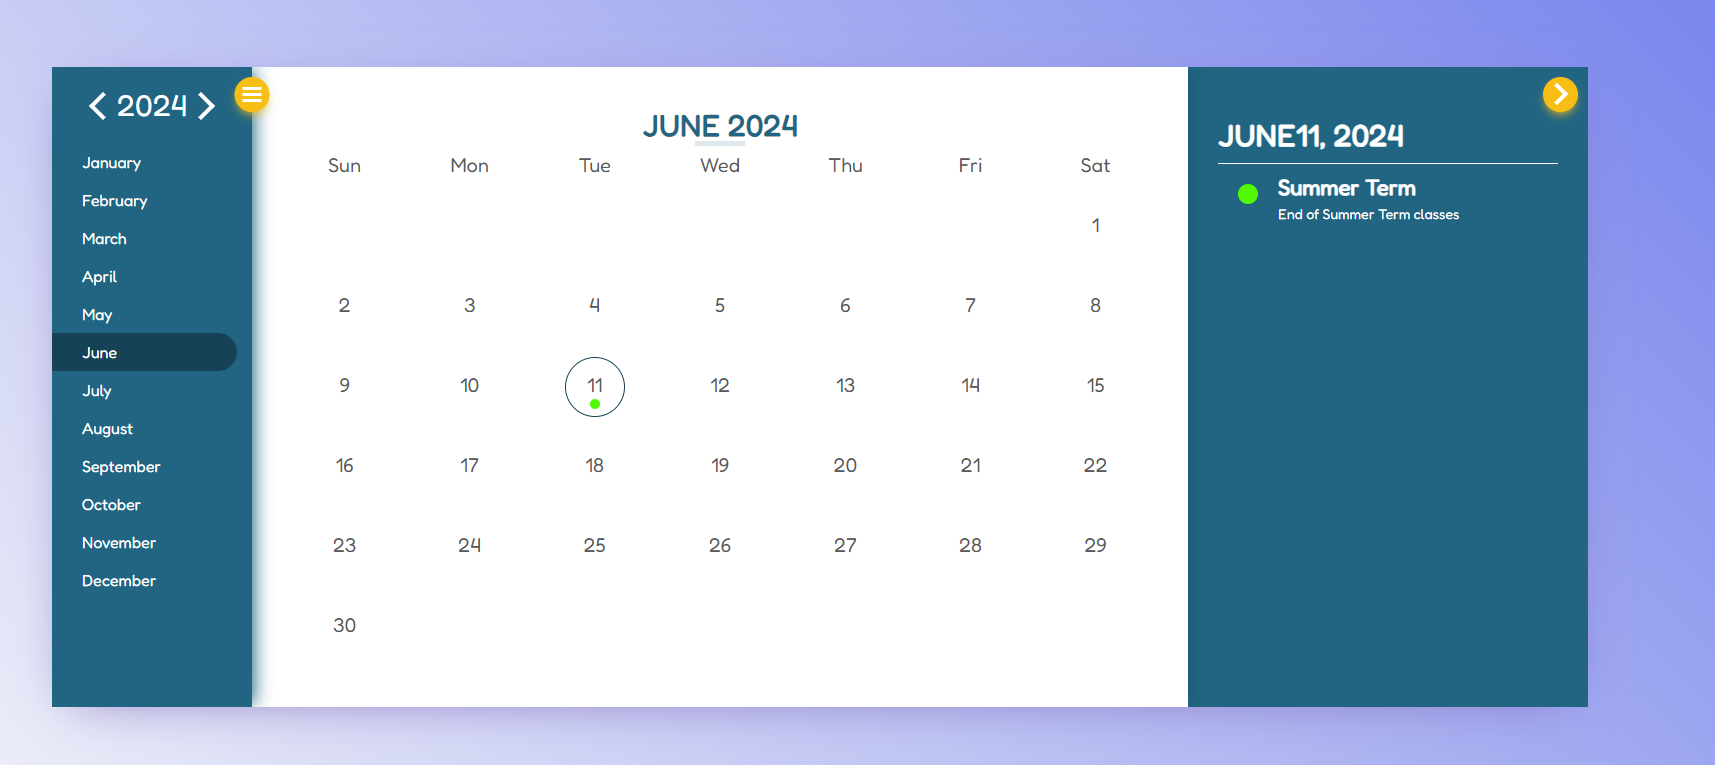 2024
January
February
March
April
May
June
July
August
September
October
November
December
JUNE 2024
Sun Mon Tue Wed Thu Fri Sat
1
2 3 4 5 6 7 8
9 10 11 12 13 14 15
16 17 18 19 20 21 22
23 24 25 26 27 28 29
30
JUNE11, 2024
Summer Term
End of Summer Term classes